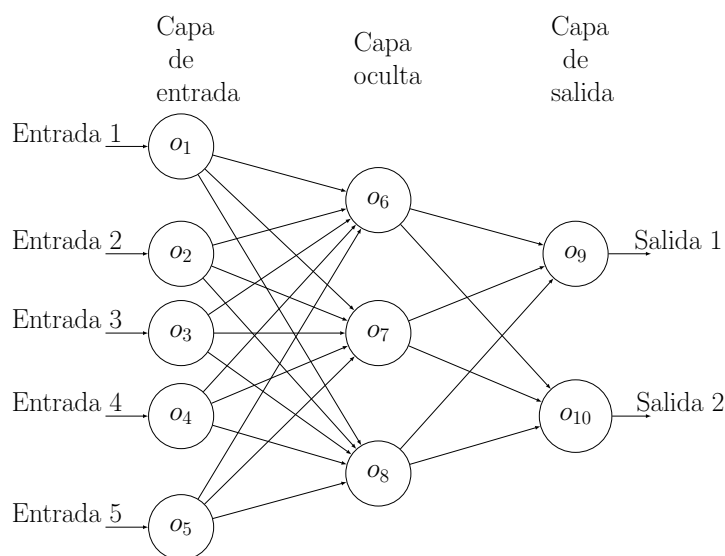 Capa
de
entrada
Capa
oculta
Capa
de
salida
Entrada 1
Entrada 2
Entrada 3
Entrada 4
Entrada 5
o1
o2
o3
o4
o5
o6
o7
o8
o9
o10
Salida 1
Salida 2